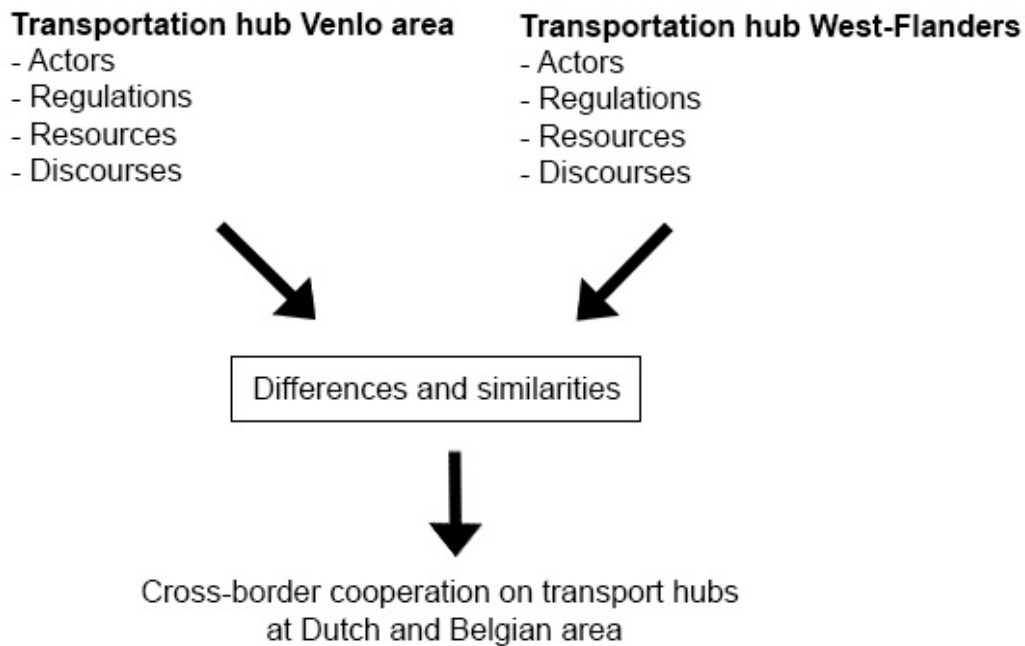 Transportation hub Venlo area
- Actors
- Regulations
- Resources
- Discourses
Transportation hub West-Flanders
- Actors
- Regulations
- Resources
- Discourses
Differences and similarities
Cross-border cooperation on transport hubs
at Dutch and Belgian area